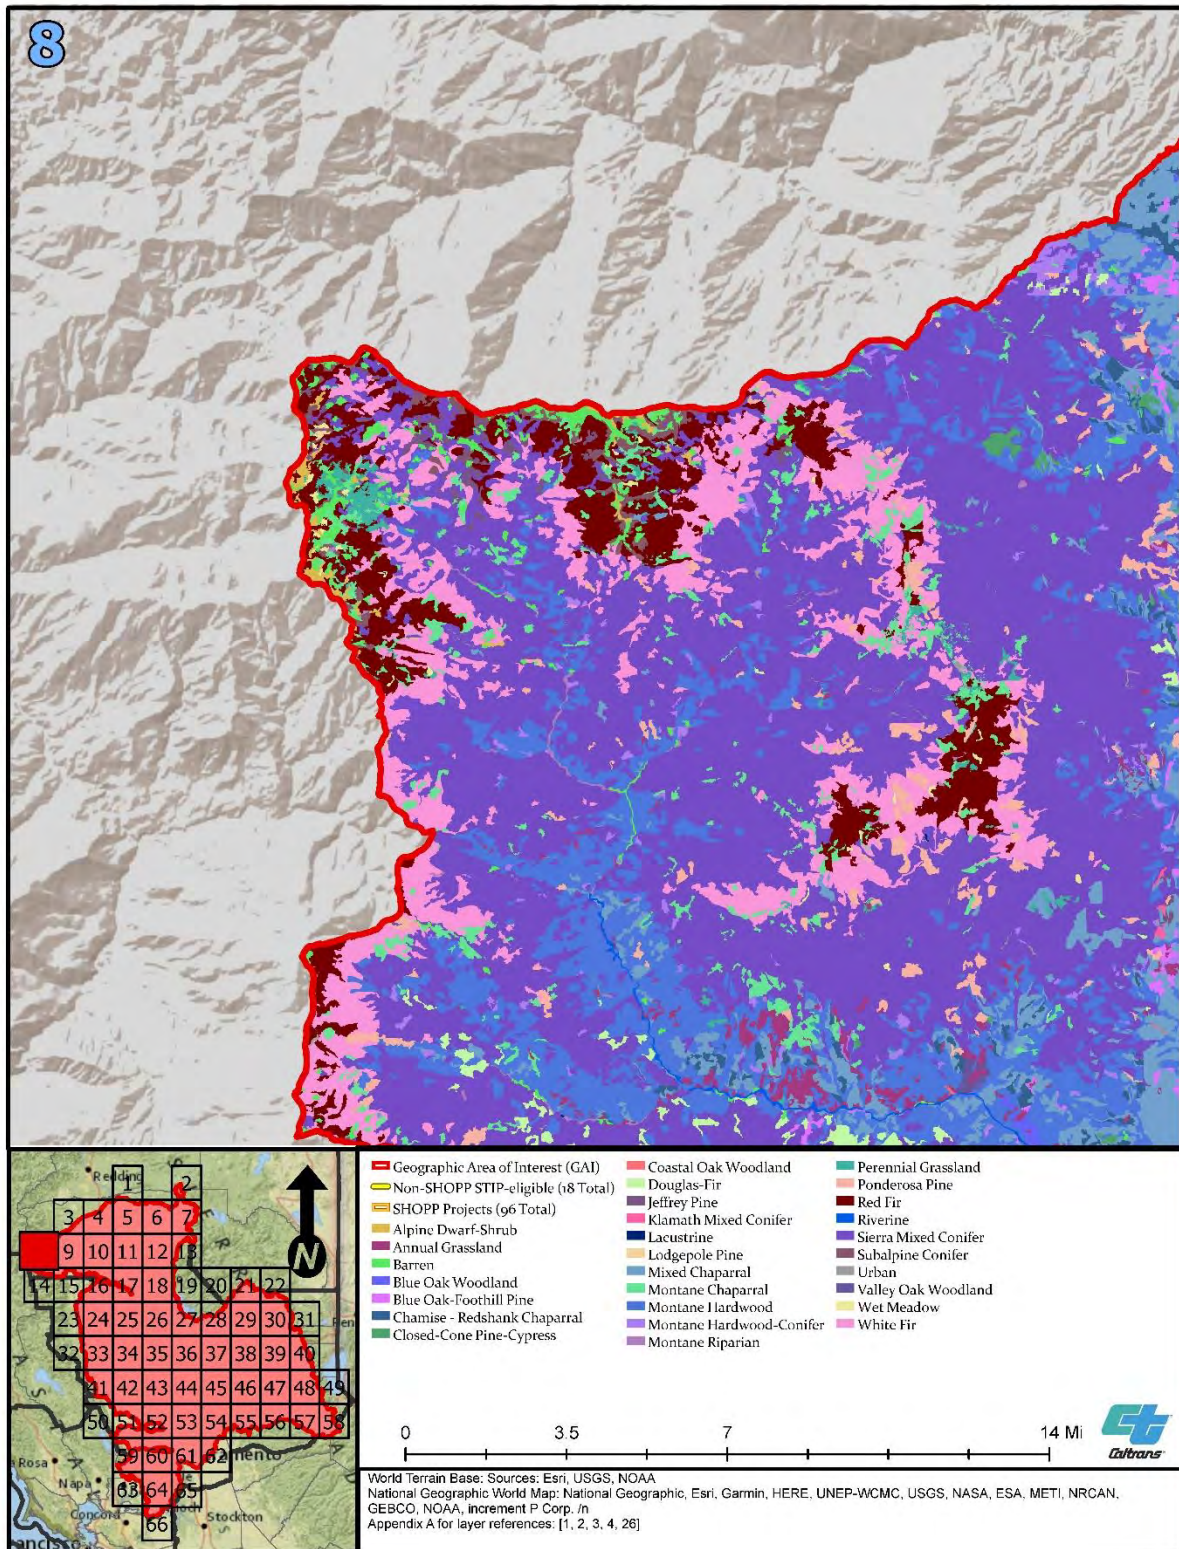 8
Geographic Area of Interest (GAI)
Non-SHOPP STIP-eligible (18 Total)
SHOPP Projects (96 Total)
Alpine Dwarf-Shrub
Annual Grassland
Barren
Blue Oak Woodland
Blue Oak-Foothill Pine
Chamise - Redshank Chaparral
Closed-Cone Pine-Cypress
Coastal Oak Woodland
Douglas-Fir
Jeffrey Pine
Klamath Mixed Conifer
Lacustrine
Lodgepole Pine
Mixed Chaparral
Montane Chaparral
Montane Hardwood
Montane Hardwood-Conifer
Montane Riparian
Perennial Grassland
Ponderosa Pine
Red Fir
Riverine
Sierra Mixed Conifer
Subalpine Conifer
Urban
Valley Oak Woodland
Wet Meadow
White Fir
Redding
1 2
3 4 5 6 7
9 10 11 12 13
14 15 16 17 18 19 20 21 22
23 24 25 26 27 28 29 30 31
32 33 34 35 36 37 38 39 40
41 42 43 44 45 46 47 48 49
50 51 52 53 54 55 56 57 58
59 60 61 62
Napa 63 64 65
Concord 66 Stockton
N
0 3.5 7 14 Mi
Caltrans
World Terrain Base: Sources: Esri, USGS, NOAA
National Geographic World Map: National Geographic, Esri, Garmin, HERE, UNEP-WCMC, USGS, NASA, ESA, METI, NRCAN,
GEBCO, NOAA, increment P Corp. /n
Appendix A for layer references: [1, 2, 3, 4, 26]